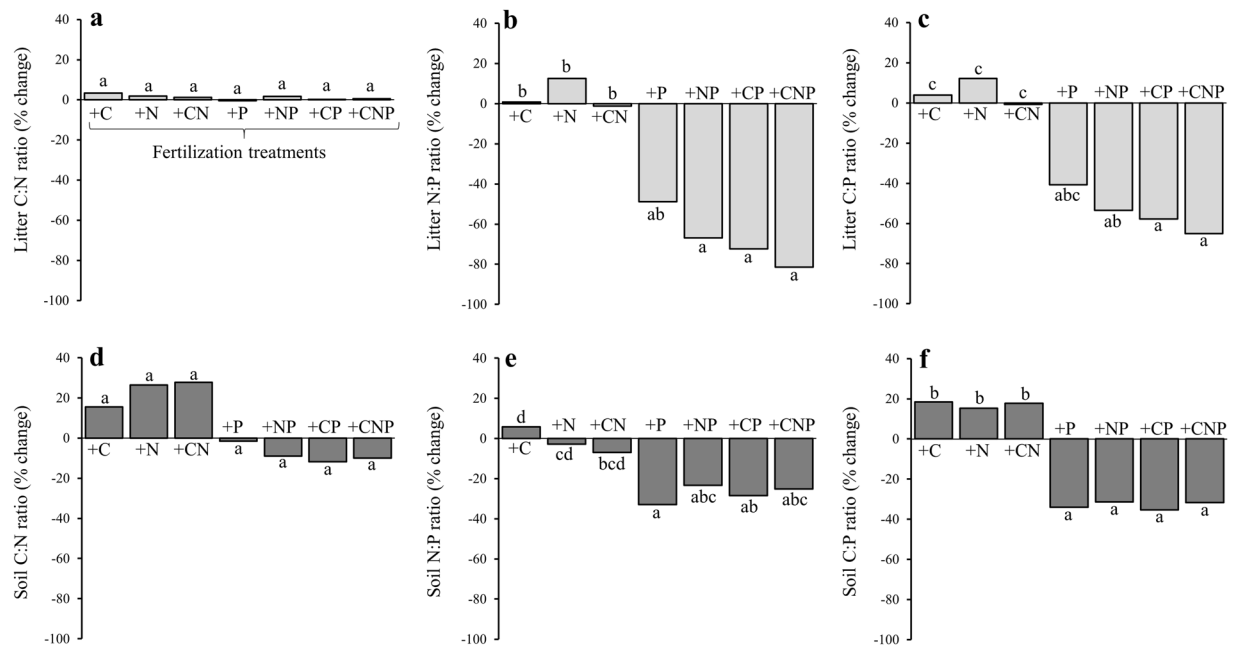 a
Litter C:N ratio (% change)
40
20
0
-20
-40
-60
-80
-100
a a a a a a a
+C +N +CN +P +NP +CP +CNP
Fertilization treatments
b
Litter N:P ratio (% change)
40
20
0
-20
-40
-60
-80
-100
b b b +P +NP +CP +CNP
+C +N +CN
ab a a a
c
Litter C:P ratio (% change)
40
20
0
-20
-40
-60
-80
-100
c c c +P +NP +CP +CNP
+C +N +CN
abc ab a a
d
Soil C:N ratio (% change)
40
20
0
-20
-40
-60
-80
-100
a a a +P +NP +CP +CNP
+C +N +CN a a a a
e
Soil N:P ratio (% change)
40
20
0
-20
-40
-60
-80
-100
d +N +CN +P +NP +CP +CNP
+C cd bcd
a abc ab abc
f
Soil C:P ratio (% change)
40
20
0
-20
-40
-60
-80
-100
b b b +P +NP +CP +CNP
+C +N +CN
a a a a